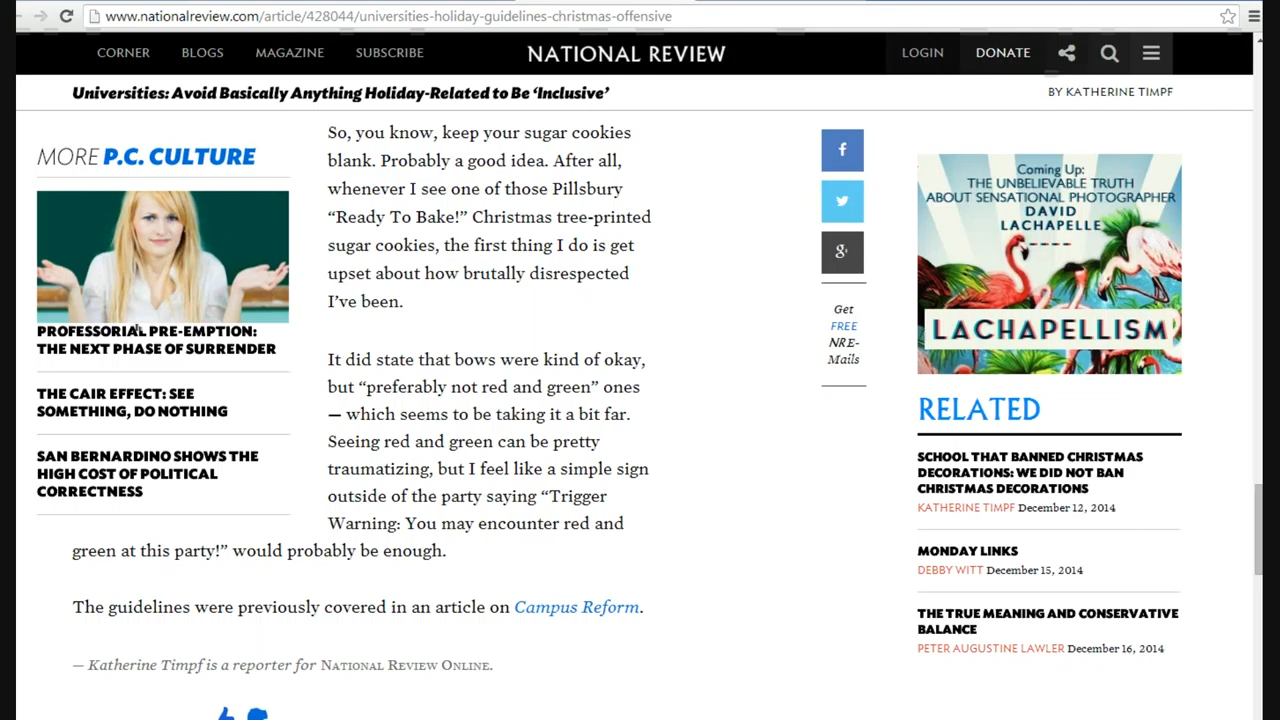 www.nationalreview.com/article/428044/universities-holiday-guidelines-christmas-offensive
CORNER BLOGS MAGAZINE SUBSCRIBE NATIONAL REVIEW LOGIN DONATE
Universities: Avoid Basically Anything Holiday-Related to Be ‘Inclusive’ BY KATHERINE TIMPF
MORE P.C. CULTURE
PROFESSORIAL PRE-EMPTION:
THE NEXT PHASE OF SURRENDER
THE CAIR EFFECT: SEE
SOMETHING, DO NOTHING
SAN BERNARDINO SHOWS THE
HIGH COST OF POLITICAL
CORRECTNESS
So, you know, keep your sugar cookies
blank. Probably a good idea. After all,
whenever I see one of those Pillsbury
“Ready To Bake!” Christmas tree-printed
sugar cookies, the first thing I do is get
upset about how brutally disrespected
I’ve been.
It did state that bows were kind of okay,
but “preferably not red and green” ones
— which seems to be taking it a bit far.
Seeing red and green can be pretty
traumatizing, but I feel like a simple sign
outside of the party saying “Trigger
Warning: You may encounter red and
green at this party!” would probably be enough.
The guidelines were previously covered in an article on Campus Reform.
— Katherine Timpf is a reporter for NATIONAL REVIEW ONLINE.
f
g+
Get
FREE
NRE-
Mails
Coming Up:
THE UNBELIEVABLE TRUTH
ABOUT SENSATIONAL PHOTOGRAPHER
DAVID
LACHAPELLE
LACHAPELLISM
RELATED
SCHOOL THAT BANNED CHRISTMAS
DECORATIONS: WE DID NOT BAN
CHRISTMAS DECORATIONS
KATHERINE TIMPF December 12, 2014
MONDAY LINKS
DEBBY WITT December 15, 2014
THE TRUE MEANING AND CONSERVATIVE
BALANCE
PETER AUGUSTINE LAWLER December 16, 2014